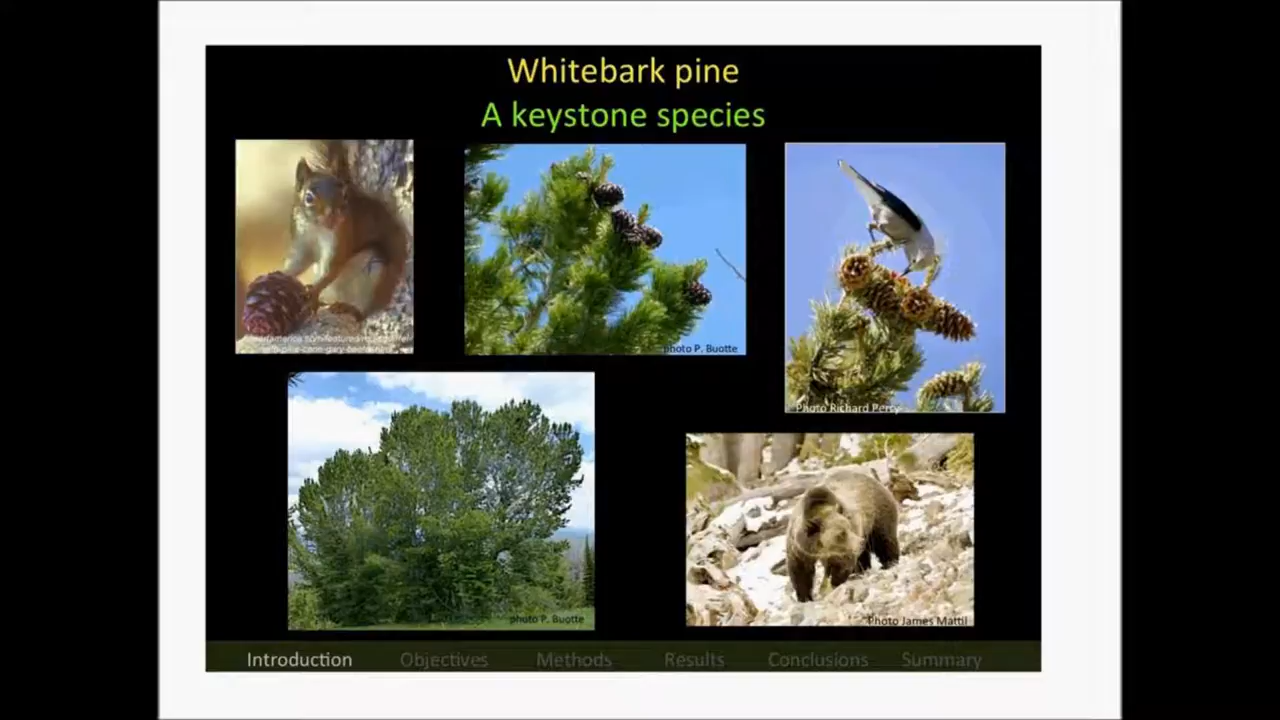 Whitebark pine
A keystone species
photo P. Buotte
Photo Richard Perry
photo P. Buotte
Photo James Mattil
Introduction Objectives Methods Results Conclusions Summary